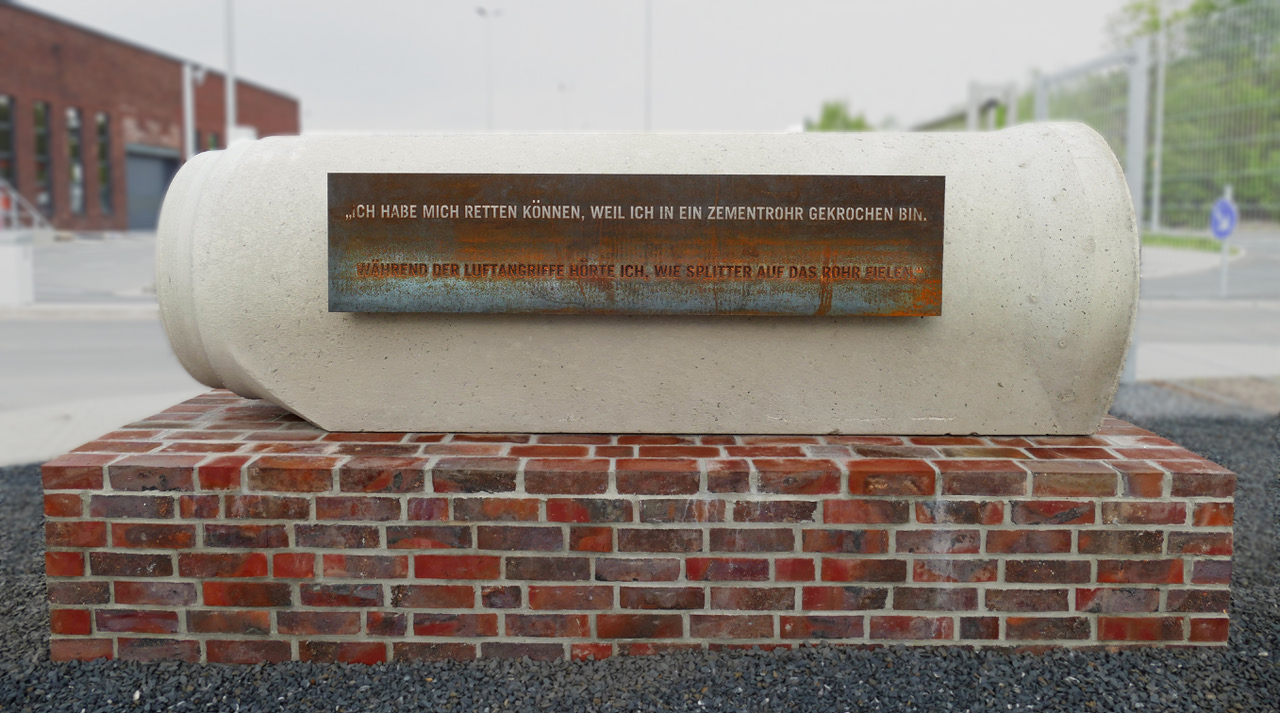 „ICH HABE MICH RETTEN KÖNNEN, WEIL ICH IN EIN ZEMENTROHR GEKROCHEN BIN.
WÄHREND DER LUFTANGRIFFE HÖRTE ICH, WIE SPLITTER AUF DAS ROHR FIELEN.“